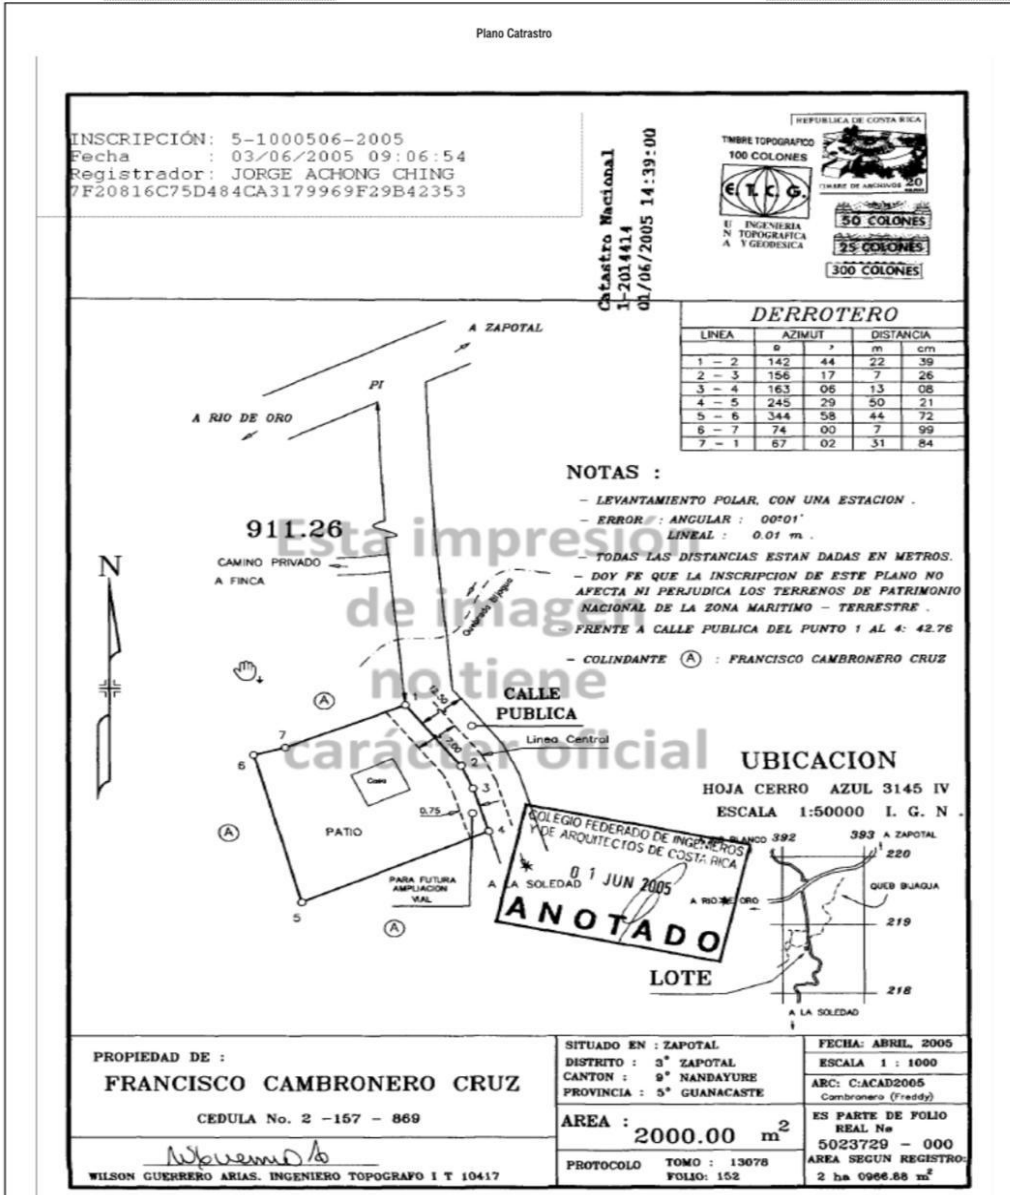 Plano Catrastro
INSCRIPCIÓN: 5-1000506-2005
Fecha : 03/06/2005 09:06:54
Registrador: JORGE ACHONG CHING
7F20816C75D484CA3179969F29B42353
Catastro Nacional
1-2014414
01/06/2005 14:39:00
REPUBLICA DE COSTA RICA
TIMBRE TOPOGRAFICO
100 COLONES
E.T.C.G.
U INGENIERIA
N TOPOGRAFICA
A Y GEODESICA
TIMBRE DE ARCHIVOS 20
50 COLONES
25 COLONES
300 COLONES
DERROTERO
LINEA AZIMUT DISTANCIA
º ' m cm
1 - 2 142 44 22 39
2 - 3 156 17 7 26
3 - 4 163 06 13 08
4 - 5 245 29 50 21
5 - 6 344 58 44 72
6 - 7 74 00 7 99
7 - 1 67 02 31 84
A ZAPOTAL
PI
A RIO DE ORO
911.26
CAMINO PRIVADO
A FINCA
N
Quebrada Bijagua
NOTAS :
- LEVANTAMIENTO POLAR, CON UNA ESTACION .
- ERROR : ANGULAR : 00º01'
LINEAL : 0.01 m .
- TODAS LAS DISTANCIAS ESTAN DADAS EN METROS.
- DOY FE QUE LA INSCRIPCION DE ESTE PLANO NO
AFECTA NI PERJUDICA LOS TERRENOS DE PATRIMONIO
NACIONAL DE LA ZONA MARITIMO - TERRESTRE .
- FRENTE A CALLE PUBLICA DEL PUNTO 1 AL 4: 42.76
- COLINDANTE A : FRANCISCO CAMBRONERO CRUZ
Esta impresión
de imagen
no tiene
carácter oficial
A
1
12.50
7.00
CALLE
PUBLICA
Linea Central
7
6
2
3
Casa
0.75
A
PATIO
4
PARA FUTURA
AMPLIACION
VIAL
A LA SOLEDAD
5
A
COLEGIO FEDERADO DE INGENIEROS
Y DE ARQUITECTOS DE COSTA RICA
01 JUN 2005
ANOTADO
UBICACION
HOJA CERRO AZUL 3145 IV
ESCALA 1:50000 I. G. N .
BLANCO 392 393 A ZAPOTAL
220
QUEB BIJAGUA
A RIO DE ORO
219
LOTE
218
A LA SOLEDAD
PROPIEDAD DE :
FRANCISCO CAMBRONERO CRUZ
CEDULA No. 2 -157 - 869
WILSON GUERRERO ARIAS. INGENIERO TOPOGRAFO I T 10417
SITUADO EN : ZAPOTAL
DISTRITO : 3° ZAPOTAL
CANTON : 9° NANDAYURE
PROVINCIA : 5° GUANACASTE
AREA : 2000.00 m²
PROTOCOLO TOMO : 13078
FOLIO: 152
FECHA: ABRIL, 2005
ESCALA 1 : 1000
ARC: C:ACAD2005
Cambronero (Freddy)
ES PARTE DE FOLIO
REAL No
5023729 - 000
AREA SEGUN REGISTRO:
2 ha 0966.88 m²